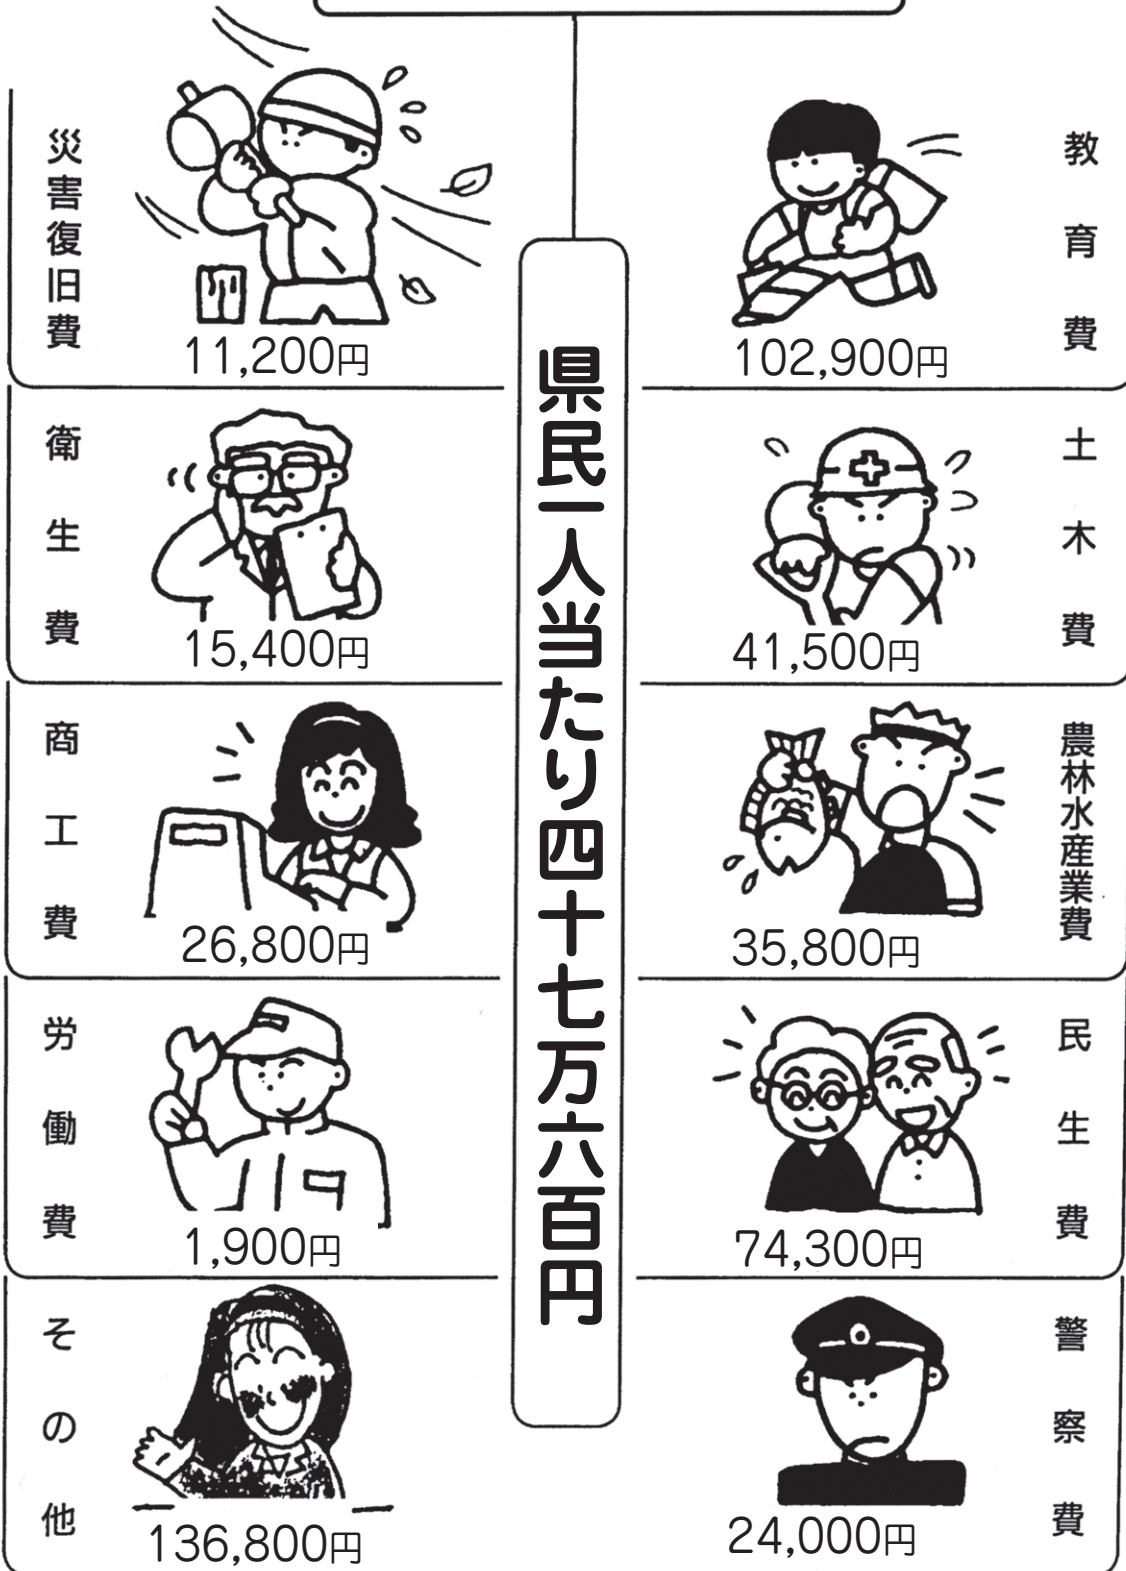 県民一人当たり四十七万六百円
教育費
102,900円
土木費
41,500円
農林水産業費
35,800円
民生費
74,300円
警察費
24,000円
災害復旧費
11,200円
衛生費
15,400円
商工費
26,800円
労働費
1,900円
その他
136,800円